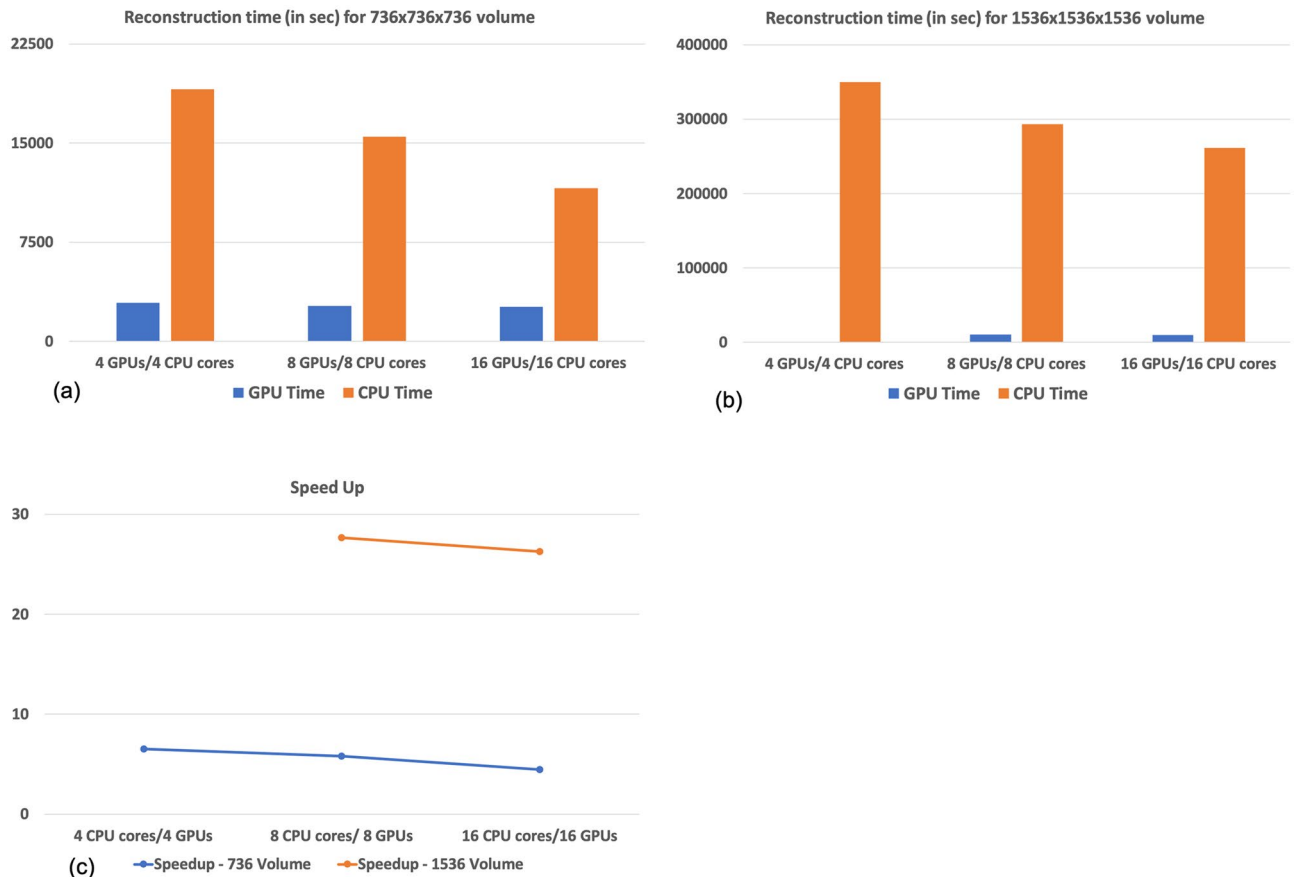 Reconstruction time (in sec) for 736x736x736 volume
22500
15000
7500
0
4 GPUs/4 CPU cores
8 GPUs/8 CPU cores
16 GPUs/16 CPU cores
GPU Time
CPU Time
(a)
Reconstruction time (in sec) for 1536x1536x1536 volume
400000
300000
200000
100000
0
4 GPUs/4 CPU cores
8 GPUs/8 CPU cores
16 GPUs/16 CPU cores
GPU Time
CPU Time
(b)
Speed Up
30
20
10
0
4 CPU cores/4 GPUs
8 CPU cores/ 8 GPUs
16 CPU cores/16 GPUs
Speedup - 736 Volume
Speedup - 1536 Volume
(c)